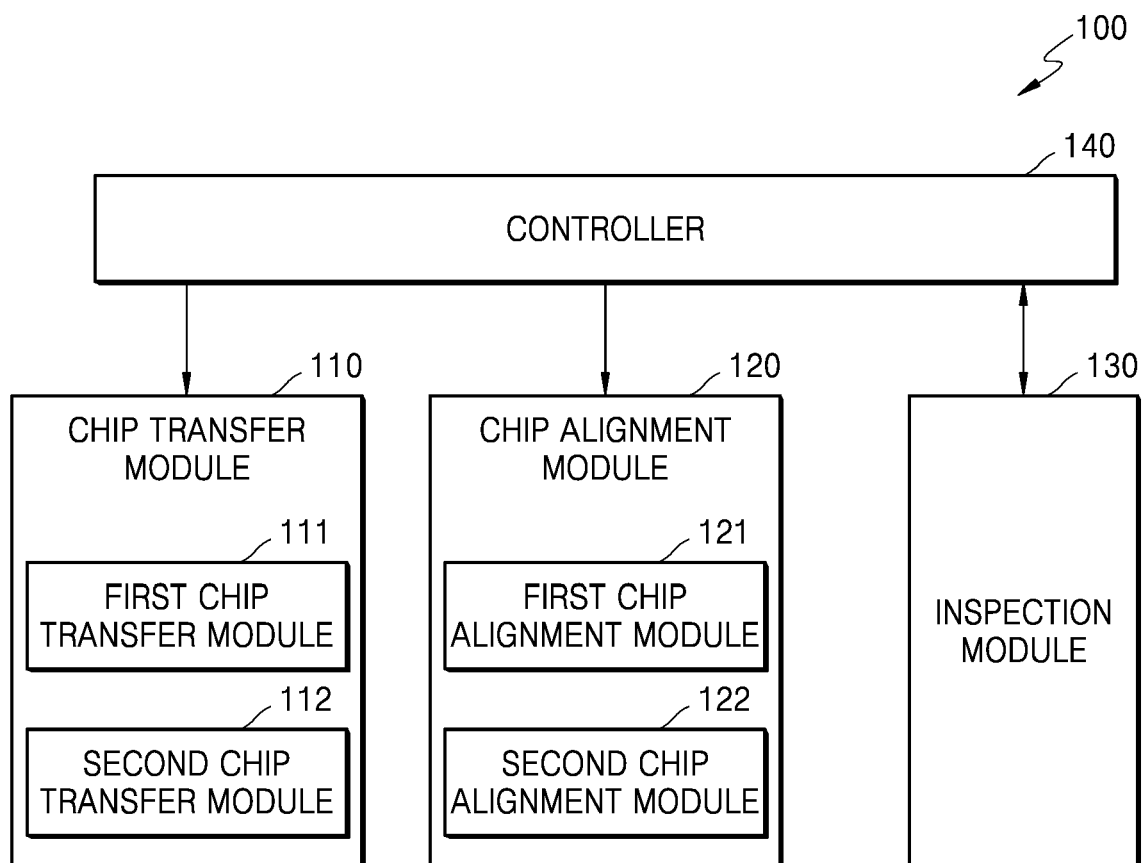 100
140
CONTROLLER
110
CHIP TRANSFER
MODULE
111
FIRST CHIP
TRANSFER MODULE
112
SECOND CHIP
TRANSFER MODULE
120
CHIP ALIGNMENT
MODULE
121
FIRST CHIP
ALIGNMENT MODULE
122
SECOND CHIP
ALIGNMENT MODULE
130
INSPECTION
MODULE